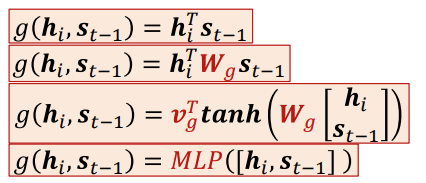 g(h_i, s_{t−1}) = h_i^T s_{t−1}
g(h_i, s_{t−1}) = h_i^T W_g s_{t−1}
g(h_i, s_{t−1}) = v_g^T tanh(W_g [h_i s_{t−1}])
g(h_i, s_{t−1}) = MLP([h_i, s_{t−1}])